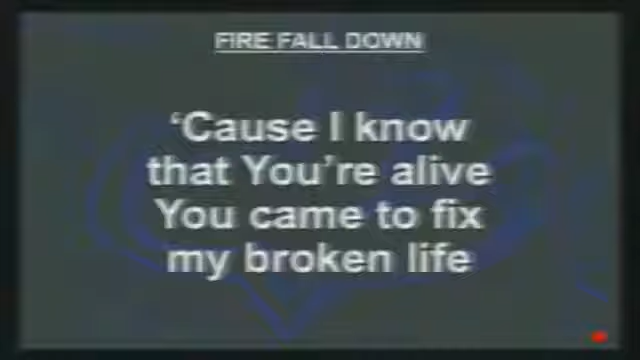 FIRE FALL DOWN
‘Cause I know
that You’re alive
You came to fix
my broken life